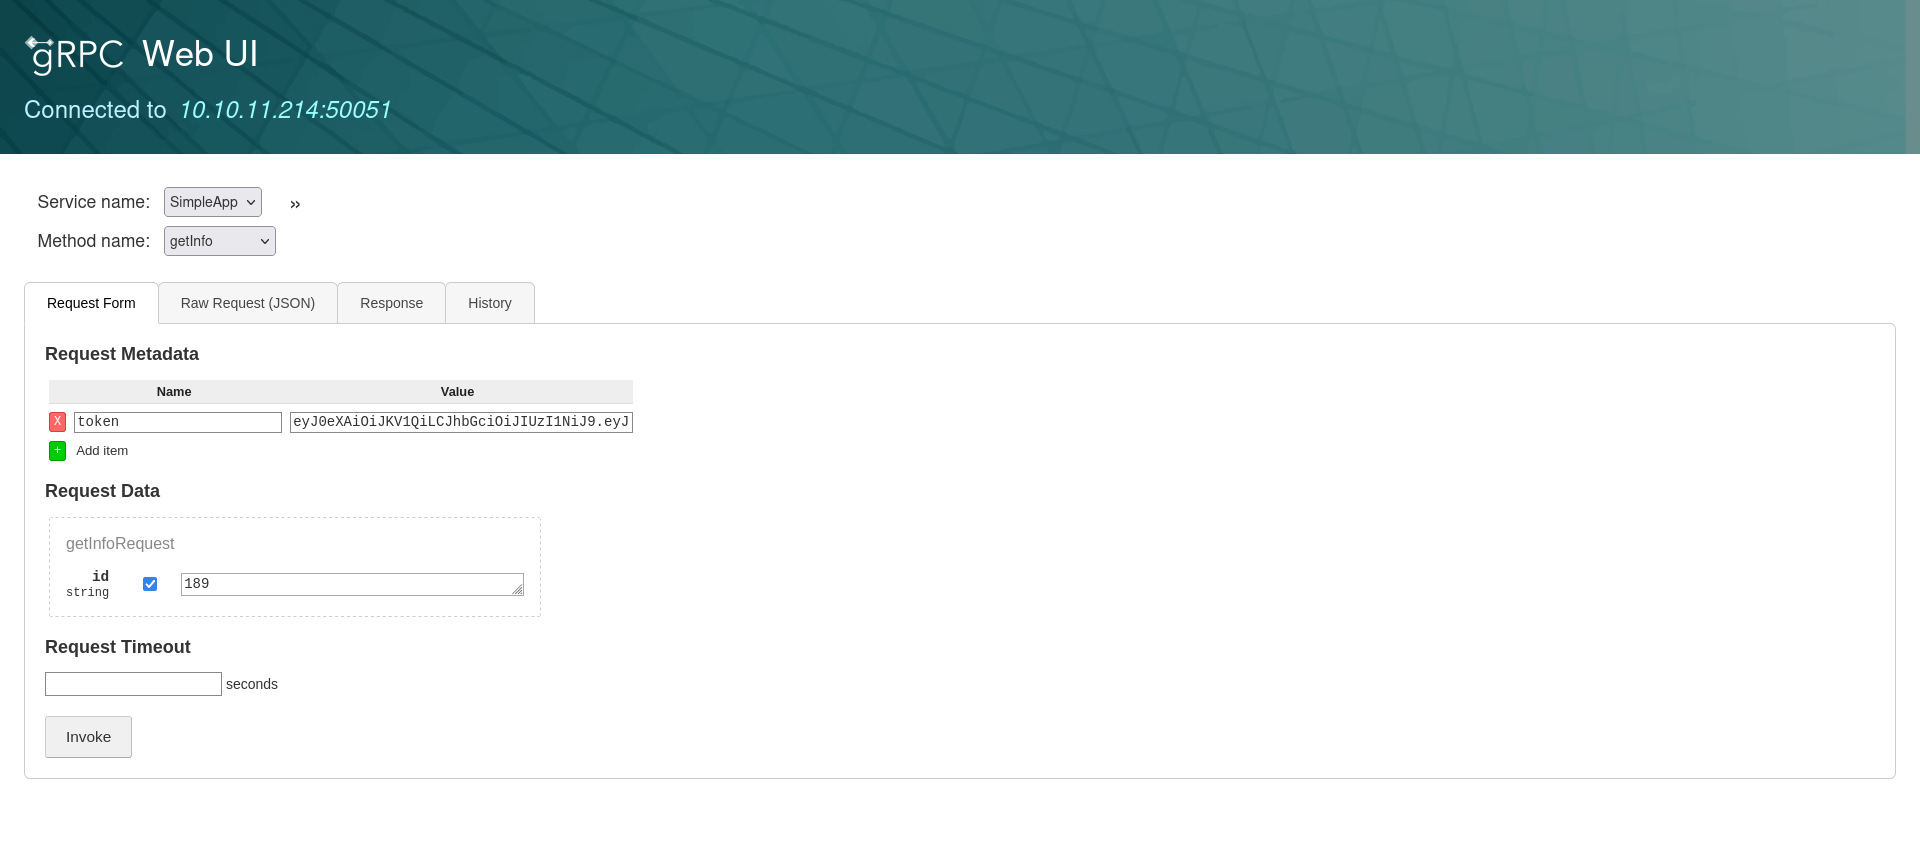 gRPC Web UI
Connected to 10.10.11.214:50051
Service name: SimpleApp »
Method name: getInfo
Request Form Raw Request (JSON) Response History
Request Metadata
Name Value
X token eyJ0eXAiOiJKV1QiLCJhbGciOiJIUzI1NiJ9.eyJ
+ Add item
Request Data
getInfoRequest
id 189
string
Request Timeout
seconds
Invoke